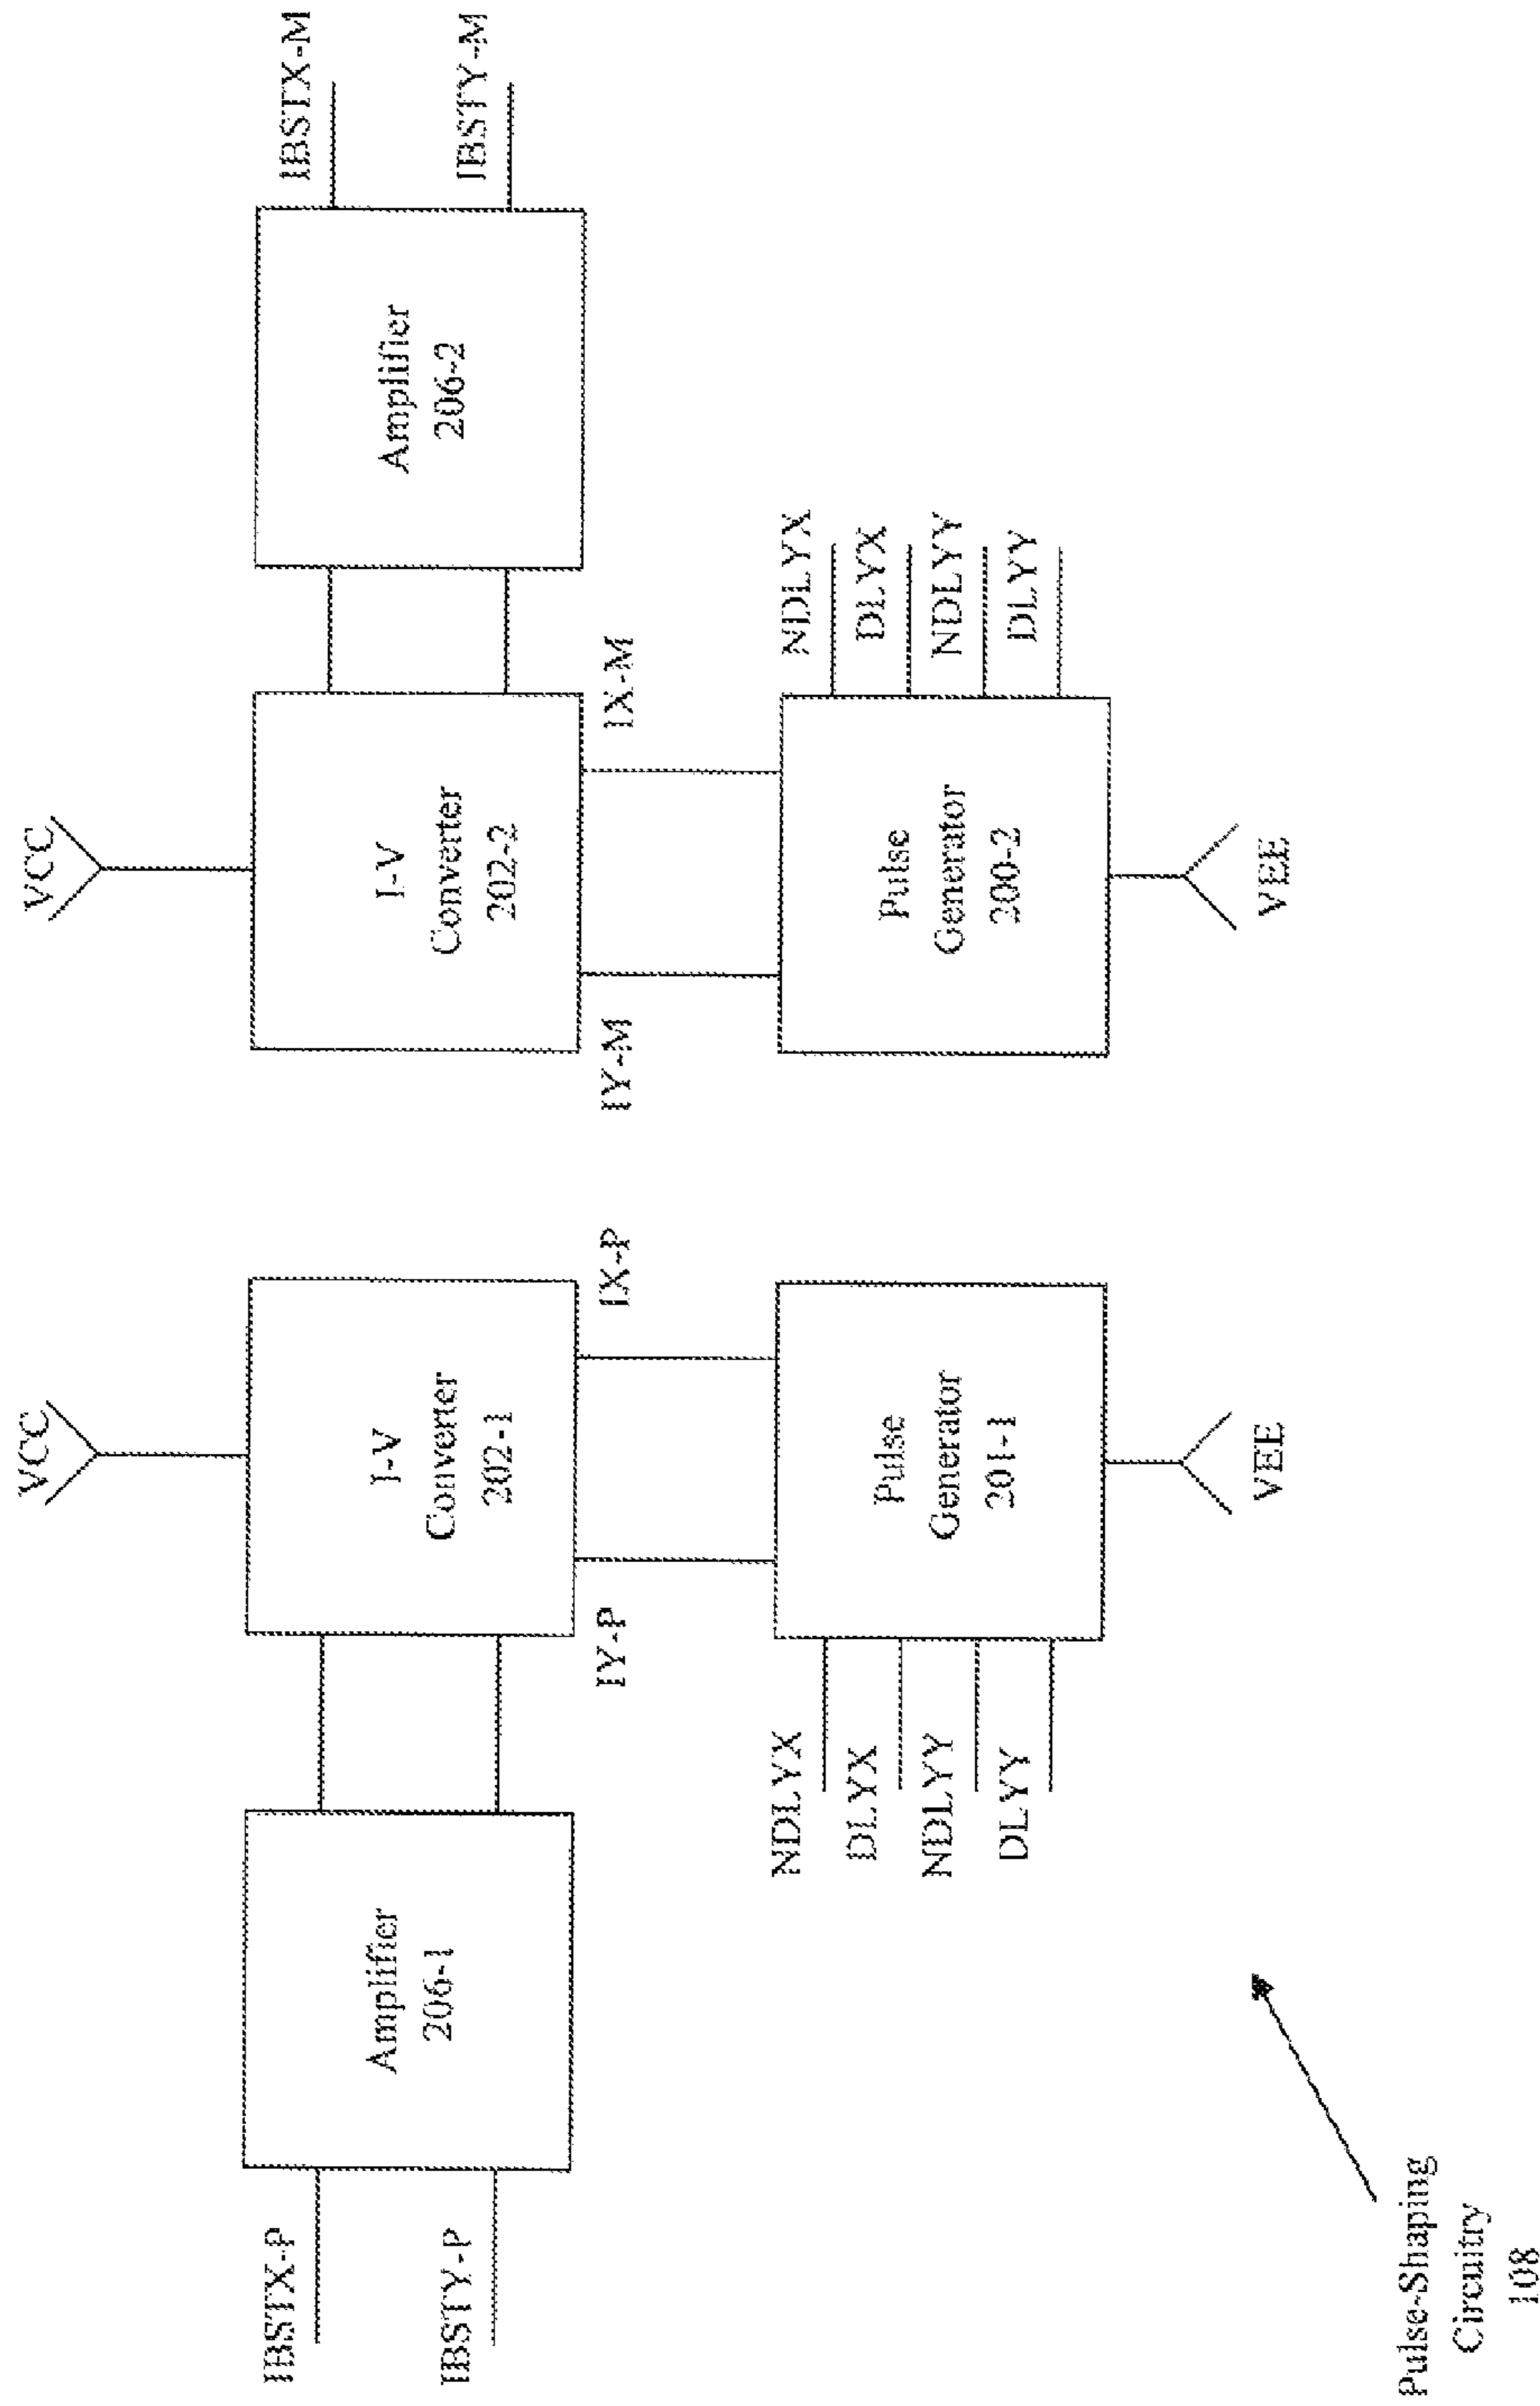 VCC
VCC
IBSTX-P
IBSTY-P
Amplifier
206-1
I-V
Converter
202-1
I-V
Converter
202-2
Amplifier
206-2
IBSTX-M
IBSTY-M
IY-P
IX-P
IY-M
IX-M
NDLYX
DLYX
NDLYY
DLYY
Pulse
Generator
201-1
Pulse
Generator
200-2
NDLYX
DLYX
NDLYY
DLYY
VEE
VEE
Pulse-Shaping
Circuitry
108